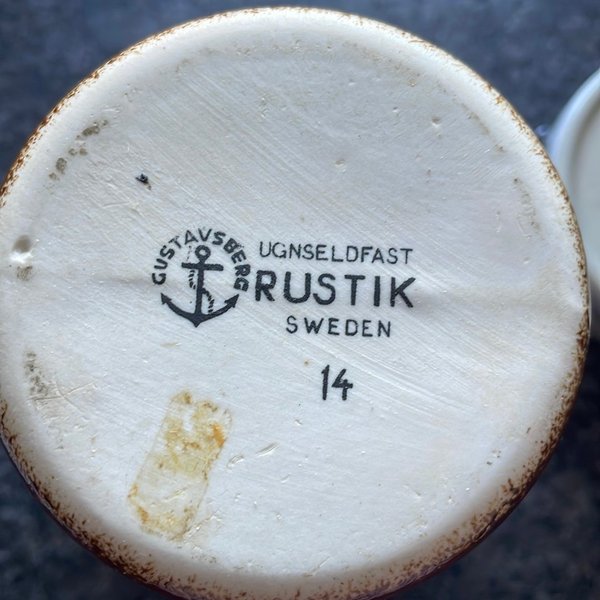 GUSTAVSBERG
UGNSELDFAST
RUSTIK
SWEDEN
14